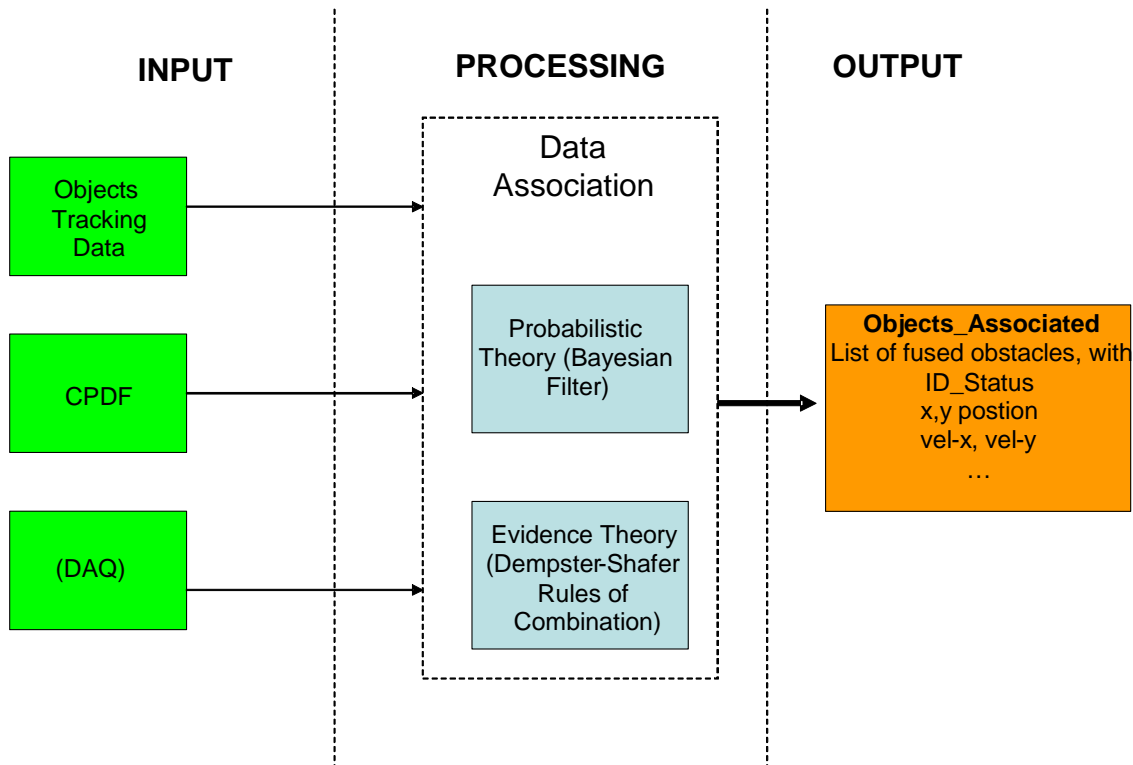 INPUT
PROCESSING
OUTPUT
Objects
Tracking
Data
CPDF
(DAQ)
Data
Association
Probabilistic
Theory (Bayesian
Filter)
Evidence Theory
(Dempster-Shafer
Rules of
Combination)
Objects_Associated
List of fused obstacles, with
ID_Status
x,y postion
vel-x, vel-y
…